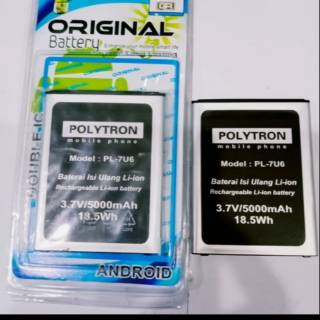 ORIGINAL
Battery
DOUBLE IC
POLYTRON
mobile phone
Model : PL-7U6
Baterai Isi Ulang Li-ion
Rechargeable Li-ion battery
3.7V/5000mAh
18.5Wh
ANDROID
POLYTRON
mobile phone
Model : PL-7U6
Baterai Isi Ulang Li-ion
Rechargeable Li-ion battery
3.7V/5000mAh
18.5Wh